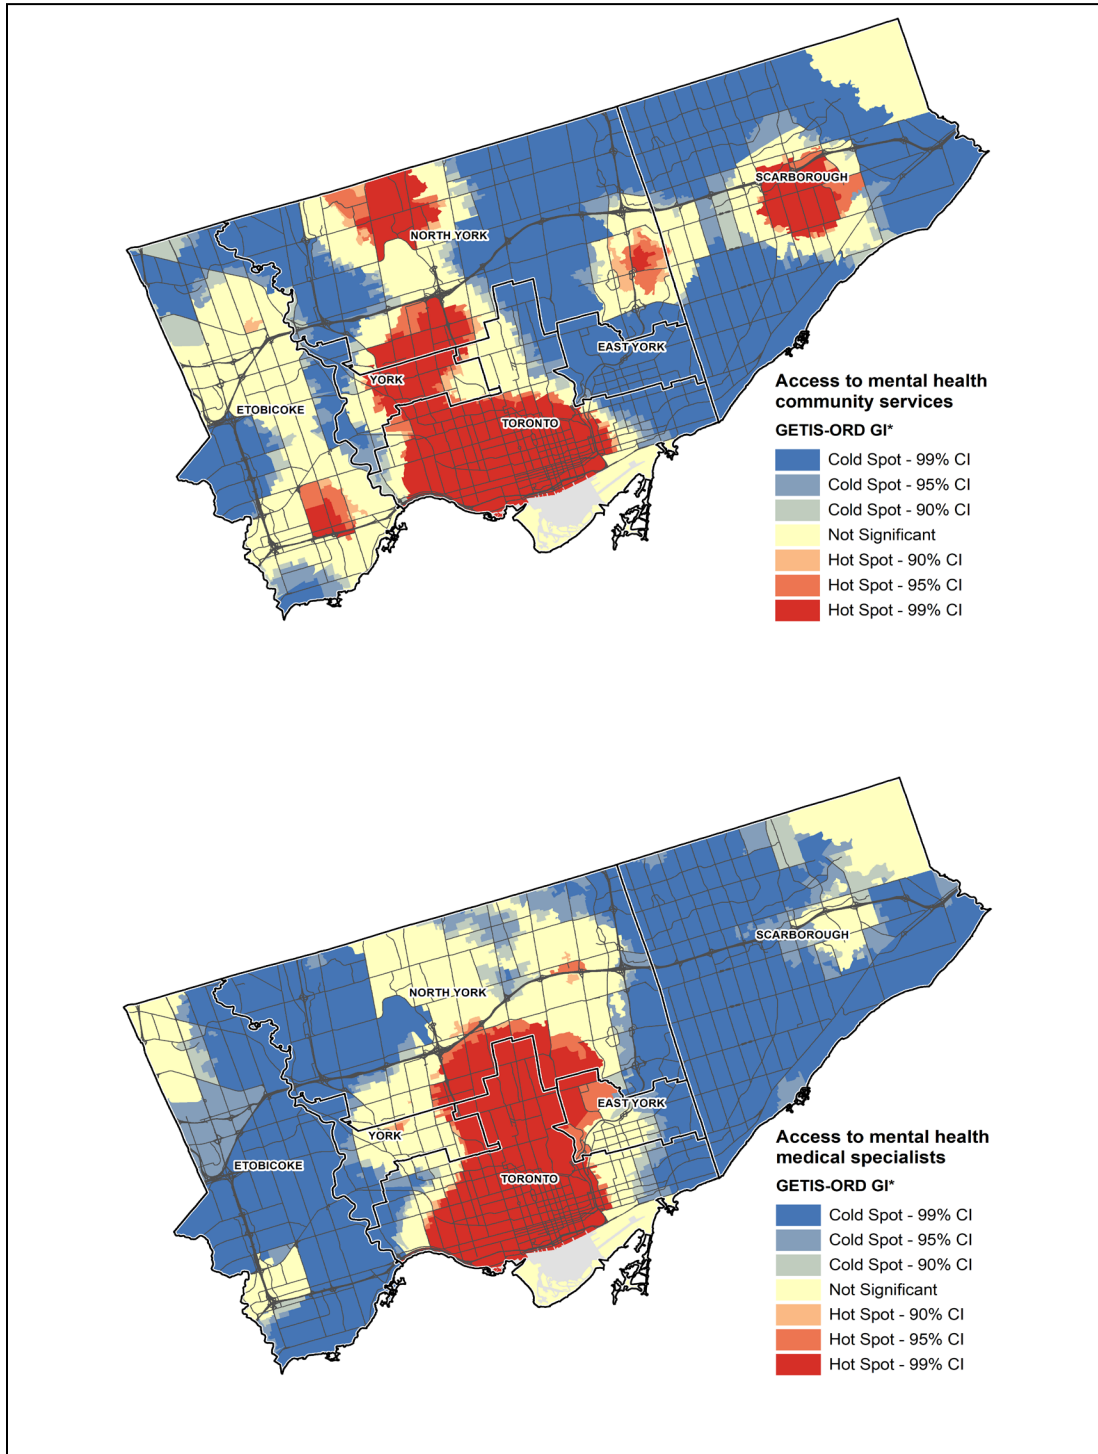 SCARBOROUGH
NORTH YORK
EAST YORK
YORK
ETOBICOKE
TORONTO
Access to mental health
community services
GETIS-ORD GI*
Cold Spot - 99% CI
Cold Spot - 95% CI
Cold Spot - 90% CI
Not Significant
Hot Spot - 90% CI
Hot Spot - 95% CI
Hot Spot - 99% CI
SCARBOROUGH
NORTH YORK
EAST YORK
YORK
ETOBICOKE
TORONTO
Access to mental health
medical specialists
GETIS-ORD GI*
Cold Spot - 99% CI
Cold Spot - 95% CI
Cold Spot - 90% CI
Not Significant
Hot Spot - 90% CI
Hot Spot - 95% CI
Hot Spot - 99% CI